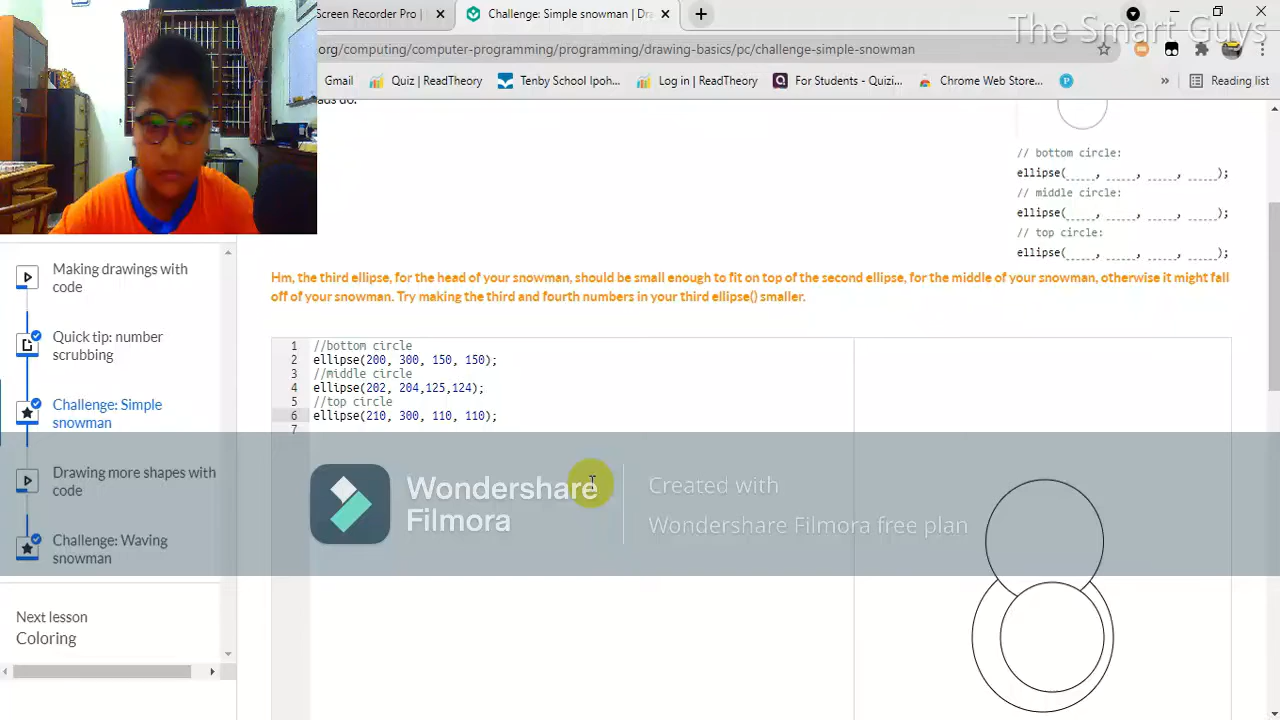 Screen Recorder Pro |
Challenge: Simple snowman | Dr
The Smart Guys
org/computing/computer-programming/programming/drawing-basics/pc/challenge-simple-snowman
Gmail
Quiz | ReadTheory
Tenby School Ipoh...
Log in | ReadTheory
For Students - Quizi...
Chrome Web Store...
»
Reading list
ads do.
// bottom circle:
ellipse(____, ____, ____, ____);
// middle circle:
ellipse(____, ____, ____, ____);
// top circle:
ellipse(____, ____, ____, ____);
Making drawings with
code
Quick tip: number
scrubbing
Challenge: Simple
snowman
Drawing more shapes with
code
Challenge: Waving
snowman
Next lesson
Coloring
Hm, the third ellipse, for the head of your snowman, should be small enough to fit on top of the second ellipse, for the middle of your snowman, otherwise it might fall
off of your snowman. Try making the third and fourth numbers in your third ellipse() smaller.
1 //bottom circle
2 ellipse(200, 300, 150, 150);
3 //middle circle
4 ellipse(202, 204,125,124);
5 //top circle
6 ellipse(210, 300, 110, 110);
7
Wondershare
Filmora
Created with
Wondershare Filmora free plan